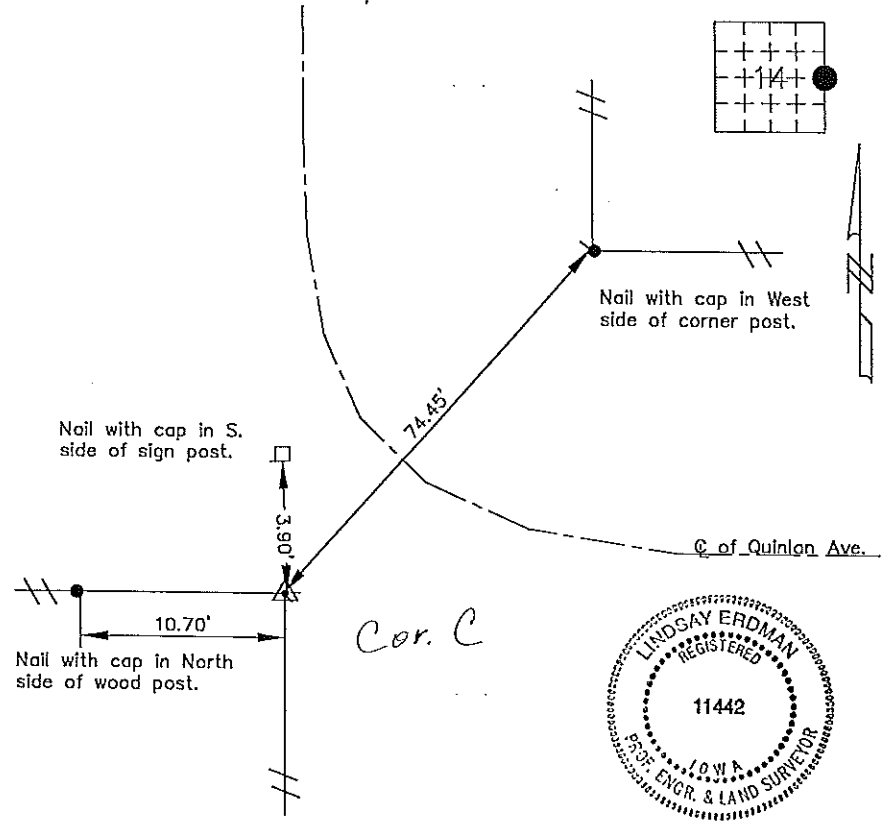 14
Nail with cap in West
side of corner post.
N
74.45'
Nail with cap in S.
side of sign post.
3.90'
℄ of Quinlan Ave.
10.70'
Cor. C
Nail with cap in North
side of wood post.
LINDSAY ERDMAN
REGISTERED
11442
IOWA
PROF. ENGR. & LAND SURVEYOR